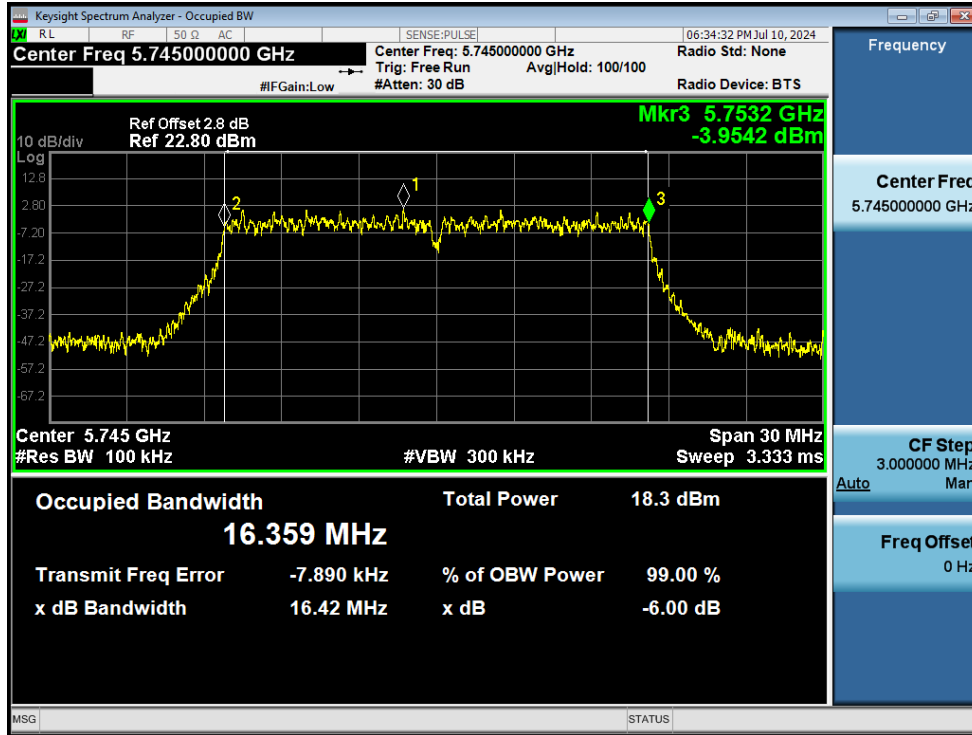 Keysight Spectrum Analyzer - Occupied BW
LXI RL RF 50 Ω AC SENSE:PULSE 06:34:32 PM Jul 10, 2024
Center Freq 5.745000000 GHz
Center Freq: 5.745000000 GHz
Radio Std: None
Trig: Free Run Avg|Hold: 100/100
#IFGain:Low
#Atten: 30 dB
Radio Device: BTS
Mkr3 5.7532 GHz
-3.9542 dBm
Ref Offset 2.8 dB
10 dB/div Ref 22.80 dBm
Log
12.8
2.80
-7.20
-17.2
-27.2
-37.2
-47.2
-57.2
-67.2
1
2
3
Center 5.745 GHz Span 30 MHz
#Res BW 100 kHz #VBW 300 kHz Sweep 3.333 ms
Occupied Bandwidth
16.359 MHz
Total Power 18.3 dBm
Transmit Freq Error -7.890 kHz % of OBW Power 99.00 %
x dB Bandwidth 16.42 MHz x dB -6.00 dB
Frequency
Center Freq
5.745000000 GHz
CF Step
3.000000 MHz
Auto Man
Freq Offset
0 Hz
MSG STATUS